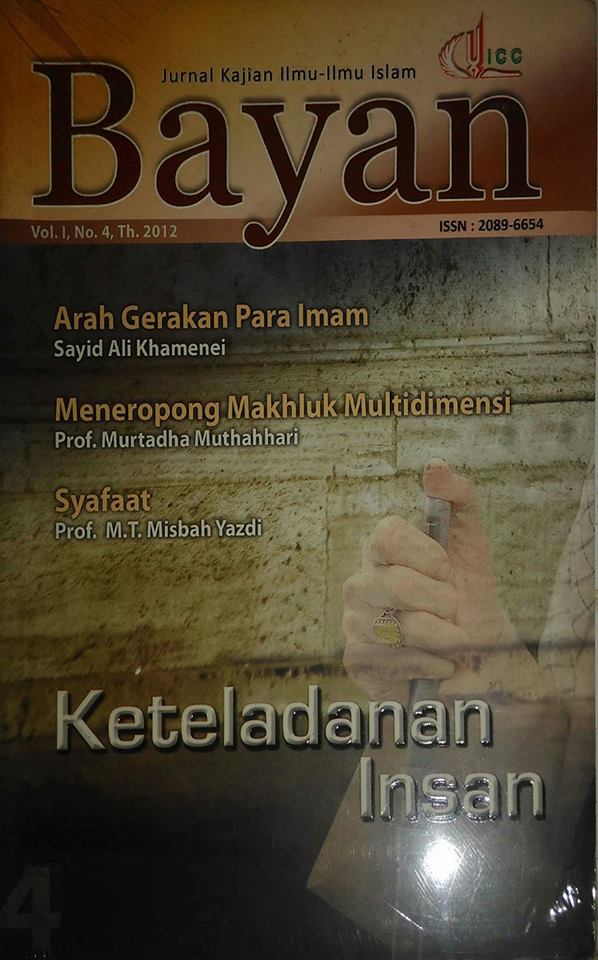 Jurnal Kajian Ilmu-Ilmu Islam
ICC
Bayan
Vol. I, No. 4, Th. 2012
ISSN : 2089-6654
Arah Gerakan Para Imam
Sayid Ali Khamenei
Meneropong Makhluk Multidimensi
Prof. Murtadha Muthahhari
Syafaat
Prof. M.T. Misbah Yazdi
Keteladanan
Insan
4